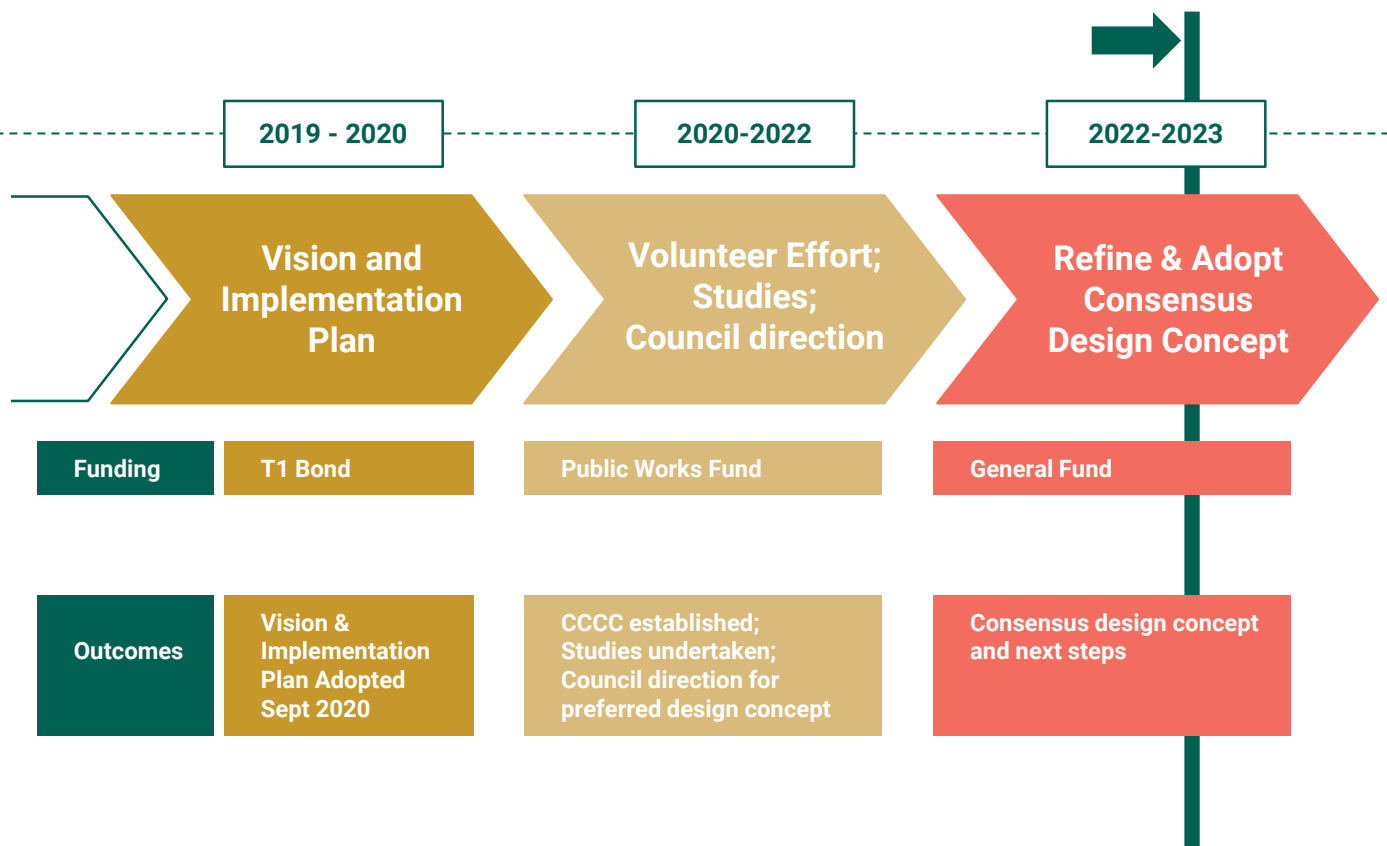 2019 - 2020
2020-2022
2022-2023
Vision and
Implementation
Plan
Volunteer Effort;
Studies;
Council direction
Refine & Adopt
Consensus
Design Concept
Funding
T1 Bond
Public Works Fund
General Fund
Outcomes
Vision &
Implementation
Plan Adopted
Sept 2020
CCCC established;
Studies undertaken;
Council direction for
preferred design concept
Consensus design concept
and next steps